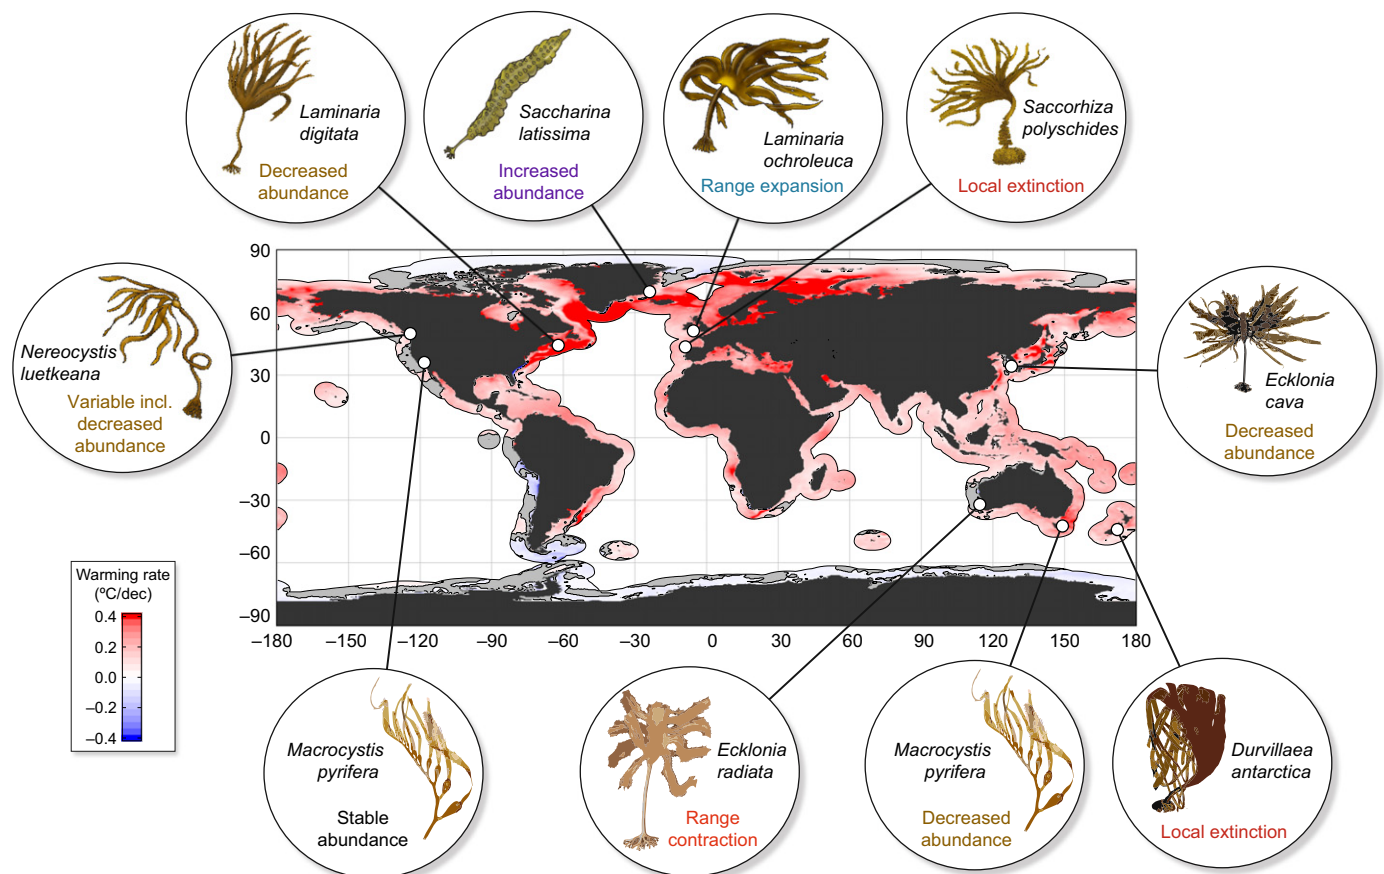 Laminaria
digitata
Decreased
abundance
Saccharina
latissima
Increased
abundance
Laminaria
ochroleuca
Range expansion
Saccorhiza
polyschides
Local extinction
Nereocystis
luetkeana
Variable incl.
decreased
abundance
Ecklonia
cava
Decreased
abundance
90
60
30
0
–30
–60
–90
–180
–150
–120
–90
–60
–30
0
30
60
90
120
150
180
Warming rate
(ºC/dec)
0.4
0.2
0.0
–0.2
–0.4
Macrocystis
pyrifera
Stable
abundance
Ecklonia
radiata
Range
contraction
Macrocystis
pyrifera
Decreased
abundance
Durvillaea
antarctica
Local extinction